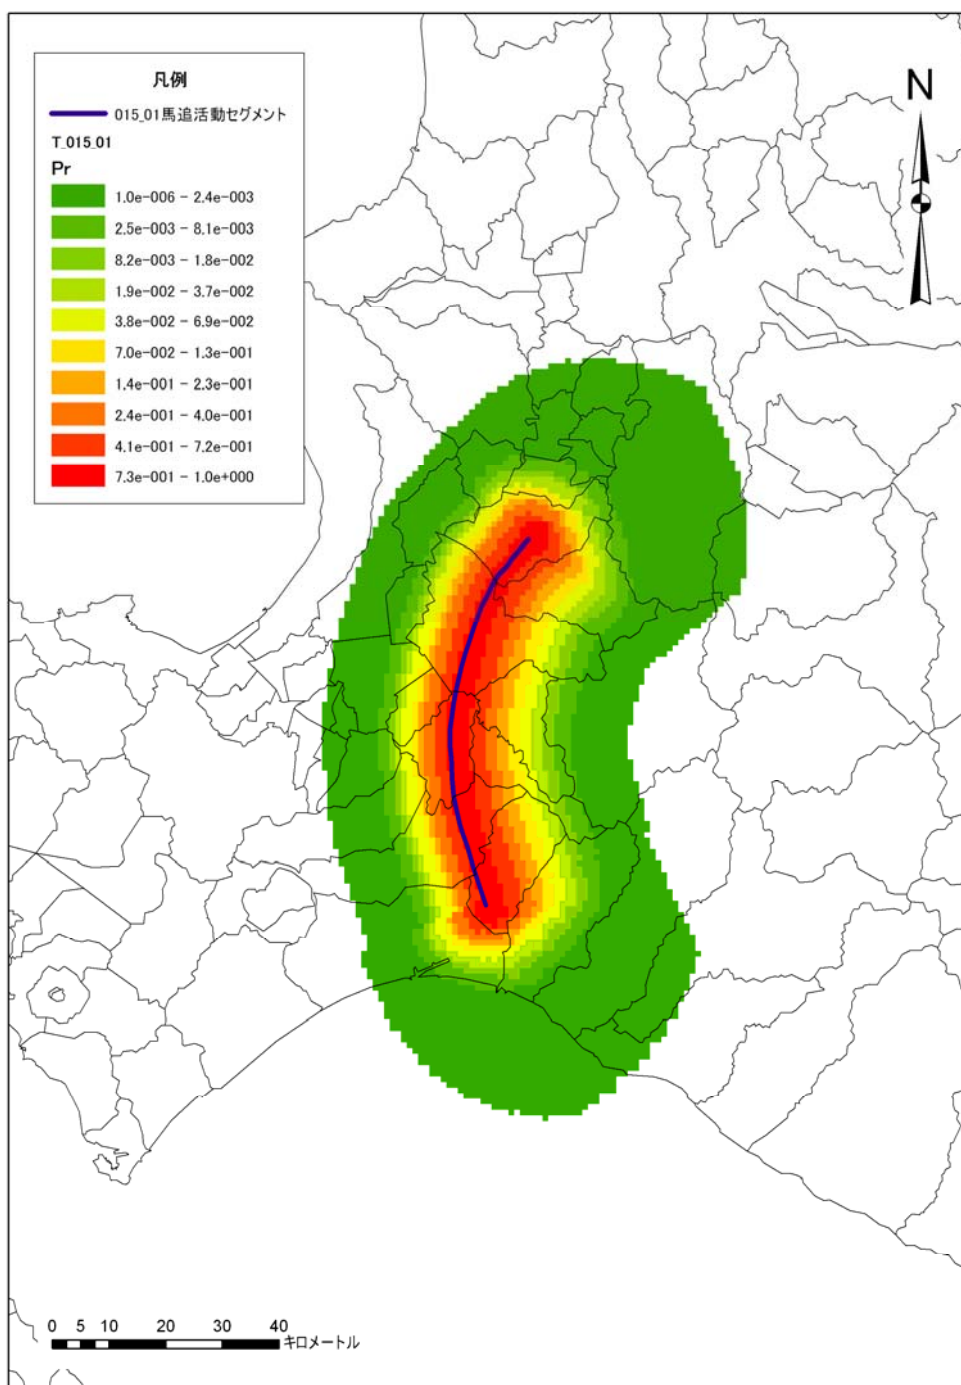 凡例
015_01馬追活動セグメント
T_015_01
Pr
1.0e-006 - 2.4e-003
2.5e-003 - 8.1e-003
8.2e-003 - 1.8e-002
1.9e-002 - 3.7e-002
3.8e-002 - 6.9e-002
7.0e-002 - 1.3e-001
1.4e-001 - 2.3e-001
2.4e-001 - 4.0e-001
4.1e-001 - 7.2e-001
7.3e-001 - 1.0e+000
N
0 5 10 20 30 40
キロメートル